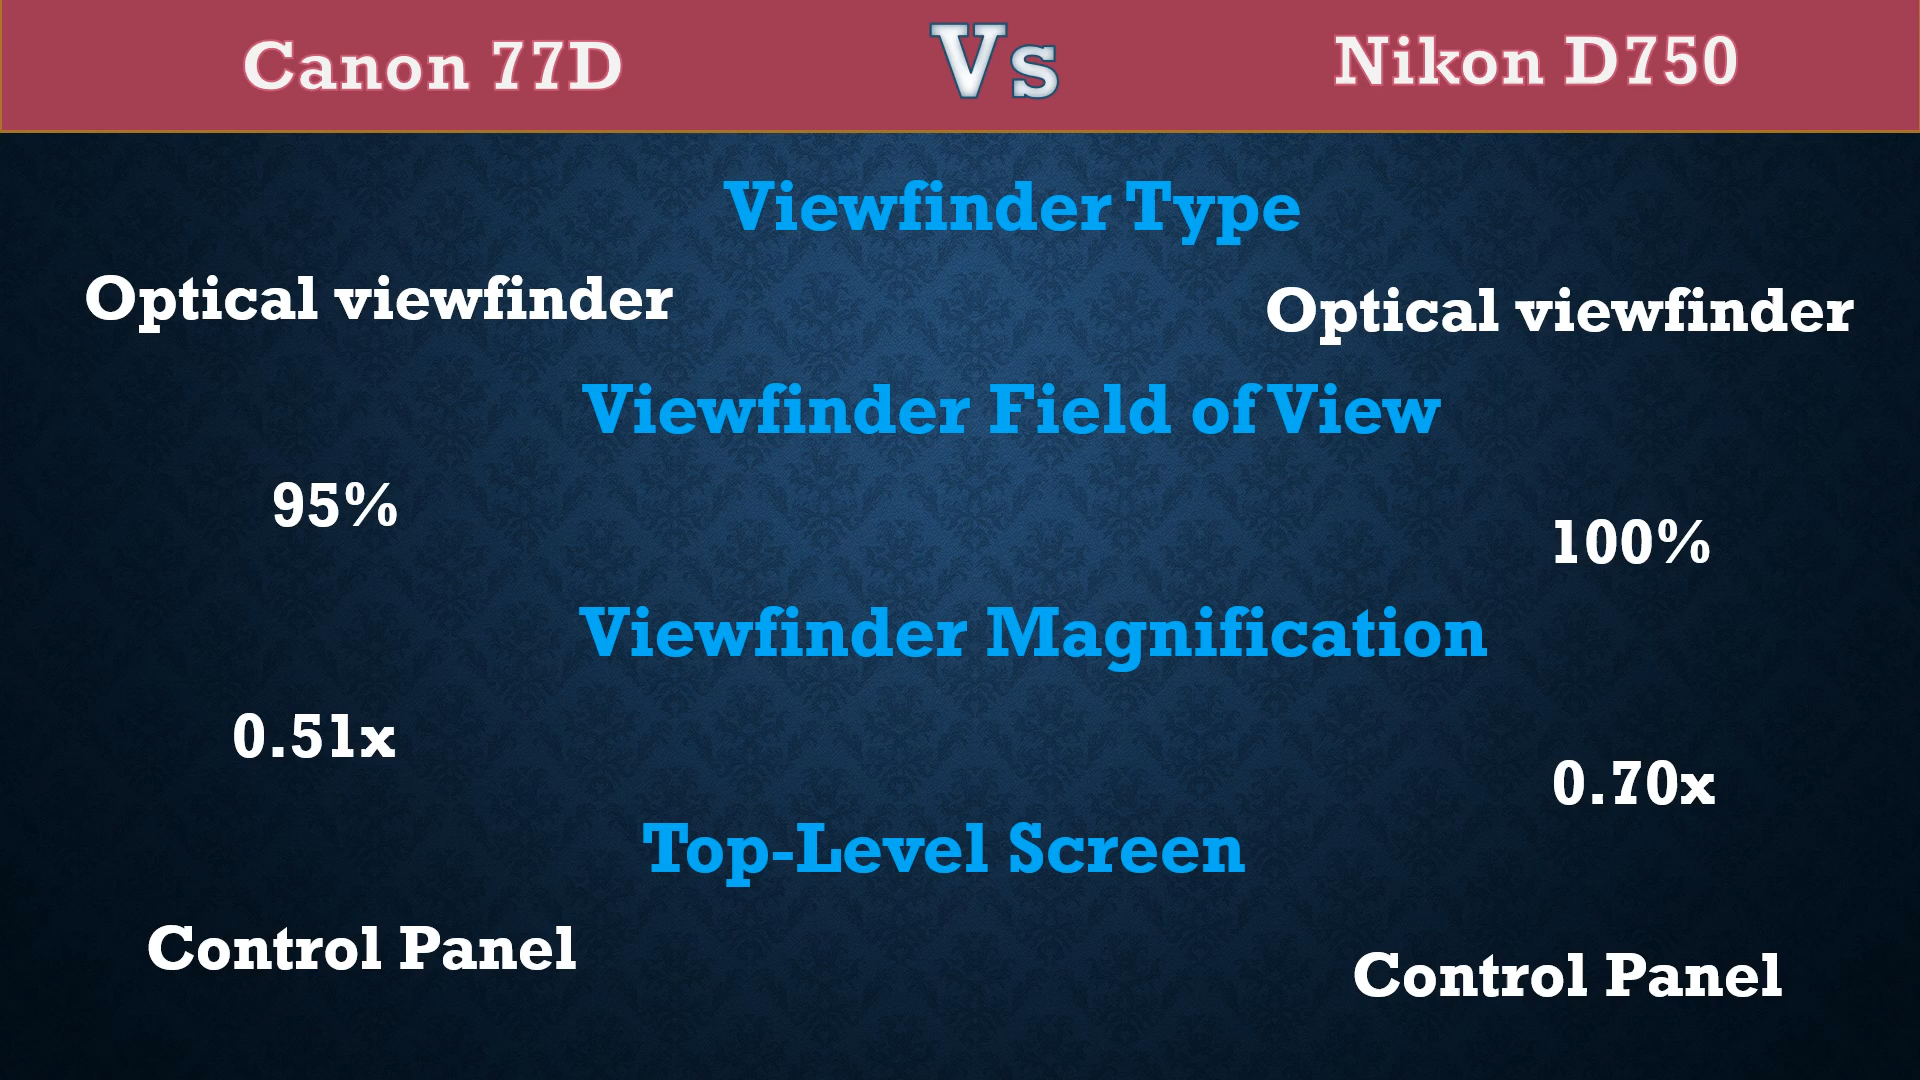 Canon 77D Vs Nikon D750
Viewfinder Type
Optical viewfinder Optical viewfinder
Viewfinder Field of View
95% 100%
Viewfinder Magnification
0.51x 0.70x
Top-Level Screen
Control Panel Control Panel